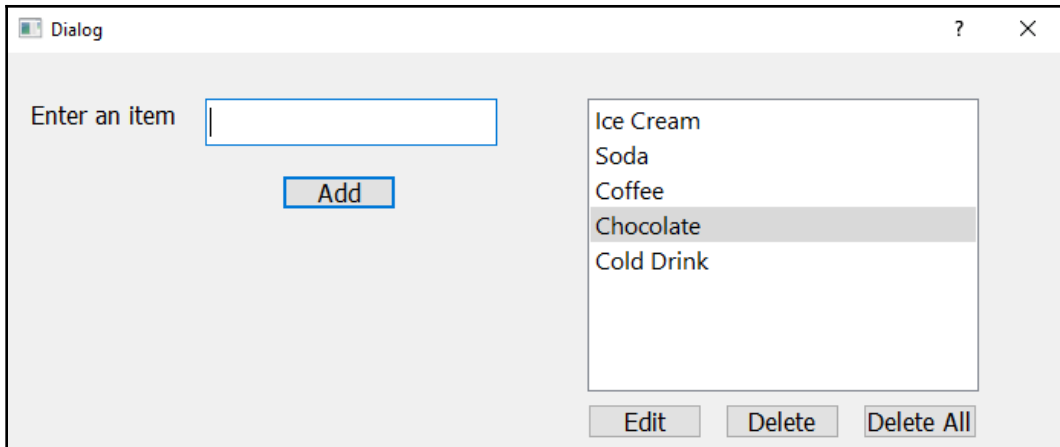 Dialog ?
Enter an item
Add
Ice Cream
Soda
Coffee
Chocolate
Cold Drink
Edit Delete Delete All